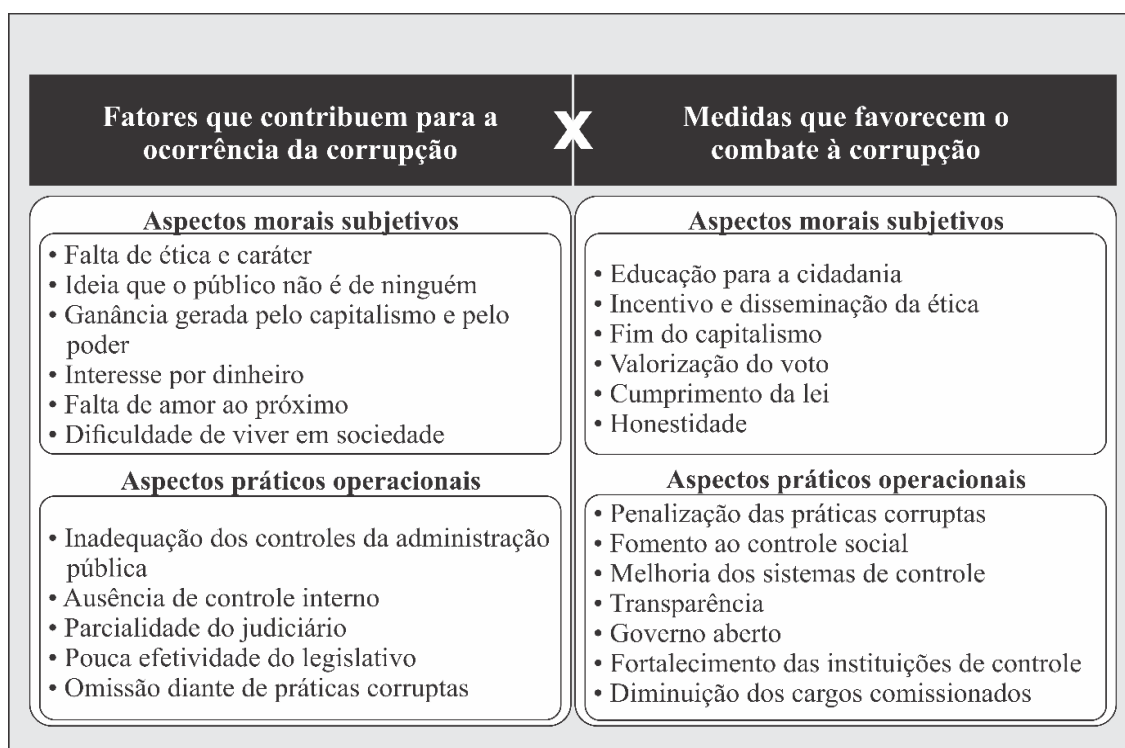 Fatores que contribuem para a
ocorrência da corrupção
X
Medidas que favorecem o
combate à corrupção
Aspectos morais subjetivos
• Falta de ética e caráter
• Ideia que o público não é de ninguém
• Ganância gerada pelo capitalismo e pelo
poder
• Interesse por dinheiro
• Falta de amor ao próximo
• Dificuldade de viver em sociedade
Aspectos práticos operacionais
• Inadequação dos controles da administração
pública
• Ausência de controle interno
• Parcialidade do judiciário
• Pouca efetividade do legislativo
• Omissão diante de práticas corruptas
Aspectos morais subjetivos
• Educação para a cidadania
• Incentivo e disseminação da ética
• Fim do capitalismo
• Valorização do voto
• Cumprimento da lei
• Honestidade
Aspectos práticos operacionais
• Penalização das práticas corruptas
• Fomento ao controle social
• Melhoria dos sistemas de controle
• Transparência
• Governo aberto
• Fortalecimento das instituições de controle
• Diminuição dos cargos comissionados